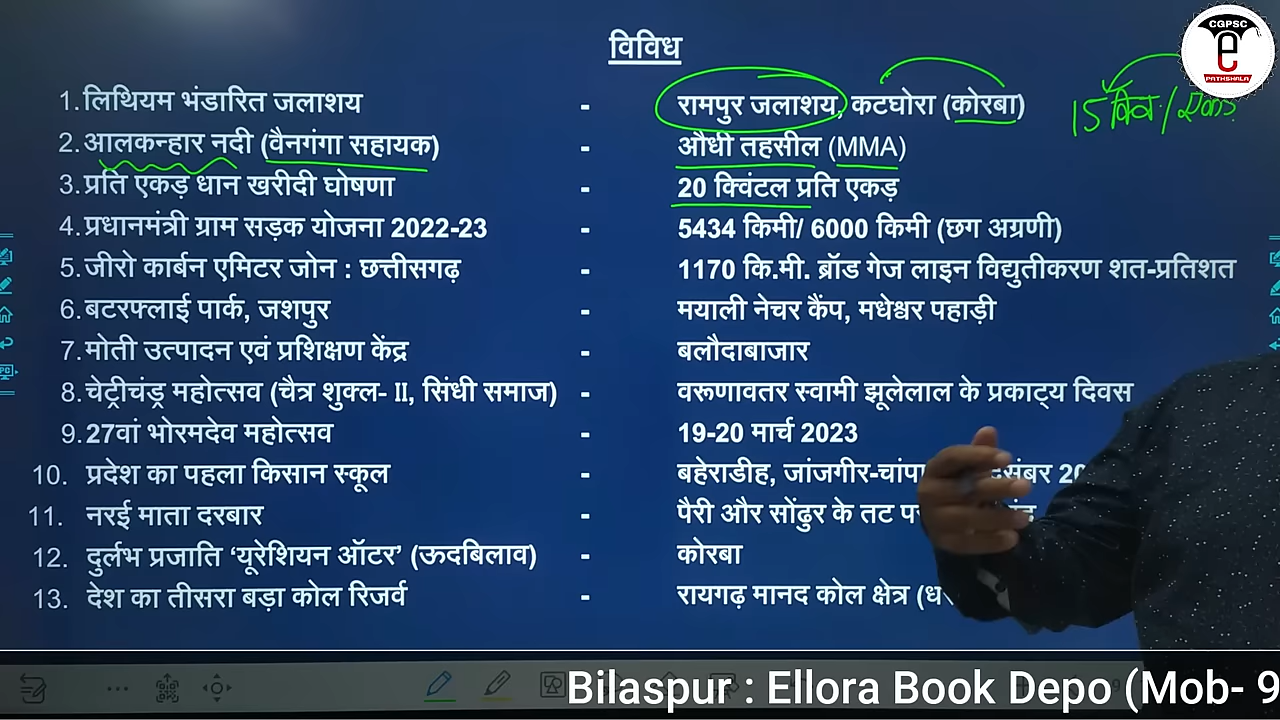 विविध
CGPSC
e
PATHSHALA
1. लिथियम भंडारित जलाशय - रामपुर जलाशय, कटघोरा (कोरबा)
15 क्वि./एकड़
2. आलकन्हार नदी (वैनगंगा सहायक) - औधी तहसील (MMA)
3. प्रति एकड़ धान खरीदी घोषणा - 20 क्विंटल प्रति एकड़
4. प्रधानमंत्री ग्राम सड़क योजना 2022-23 - 5434 किमी/ 6000 किमी (छग अग्रणी)
5. जीरो कार्बन एमिटर जोन : छत्तीसगढ़ - 1170 कि.मी. ब्रॉड गेज लाइन विद्युतीकरण शत-प्रतिशत
6. बटरफ्लाई पार्क, जशपुर - मयाली नेचर कैंप, मधेश्वर पहाड़ी
7. मोती उत्पादन एवं प्रशिक्षण केंद्र - बलौदाबाजार
8. चेट्रीचंड्र महोत्सव (चैत्र शुक्ल- II, सिंधी समाज) - वरूणावतर स्वामी झूलेलाल के प्रकाट्य दिवस
9. 27वां भोरमदेव महोत्सव - 19-20 मार्च 2023
10. प्रदेश का पहला किसान स्कूल - बहेराडीह, जांजगीर-चांपा
11. नरई माता दरबार - पैरी और सोंढुर के तट
12. दुर्लभ प्रजाति ‘यूरेशियन ऑटर’ (ऊदबिलाव) - कोरबा
13. देश का तीसरा बड़ा कोल रिजर्व - रायगढ़ मानद कोल क्षेत्र
Bilaspur : Ellora Book Depo (Mob- 9